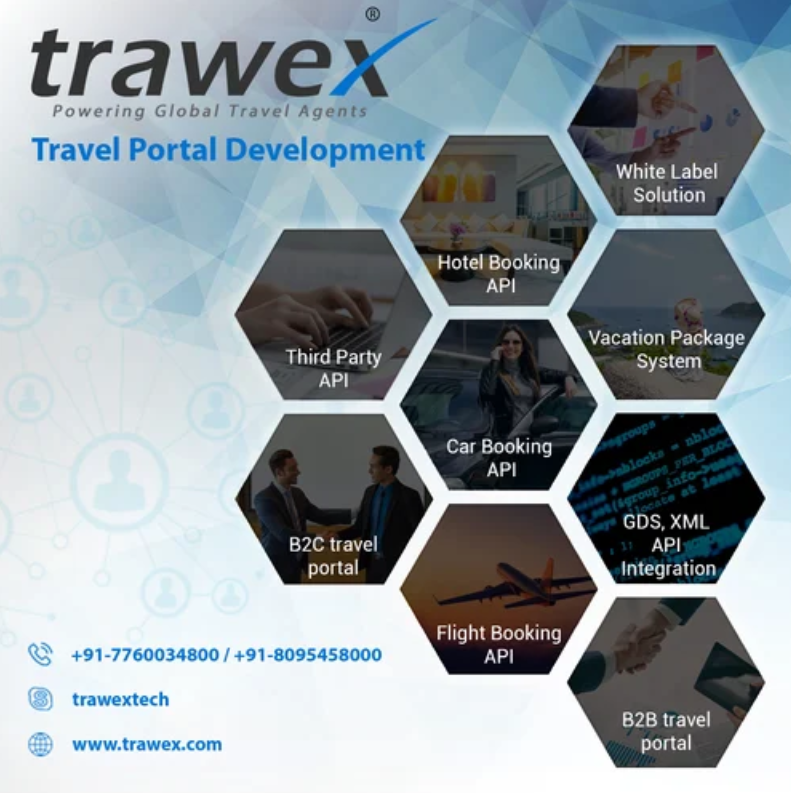 trawex®
Powering Global Travel Agents
Travel Portal Development
White Label
Solution
Hotel Booking
API
Vacation Package
System
Third Party
API
Car Booking
API
GDS, XML
API
Integration
B2C travel
portal
Flight Booking
API
B2B travel
portal
+91-7760034800 / +91-8095458000
trawextech
www.trawex.com